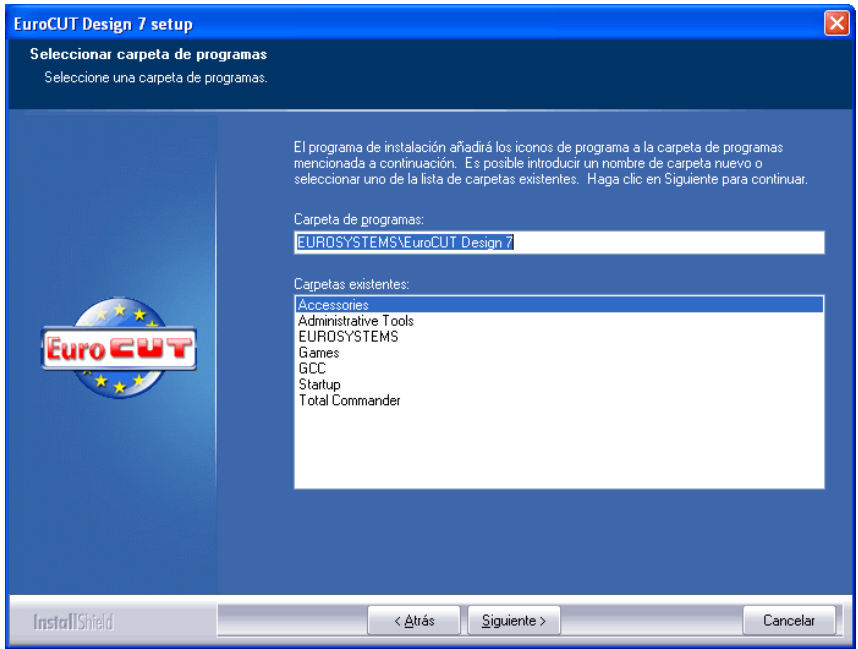 EuroCUT Design 7 setup
Seleccionar carpeta de programas
Seleccione una carpeta de programas.
El programa de instalación añadirá los iconos de programa a la carpeta de programas
mencionada a continuación.  Es posible introducir un nombre de carpeta nuevo o
seleccionar uno de la lista de carpetas existentes.  Haga clic en Siguiente para continuar.
Carpeta de programas:
EUROSYSTEMS\EuroCUT Design 7
Carpetas existentes:
Accessories
Administrative Tools
EUROSYSTEMS
Games
GCC
Startup
Total Commander
Euro CUT
InstallShield
< Atrás
Siguiente >
Cancelar